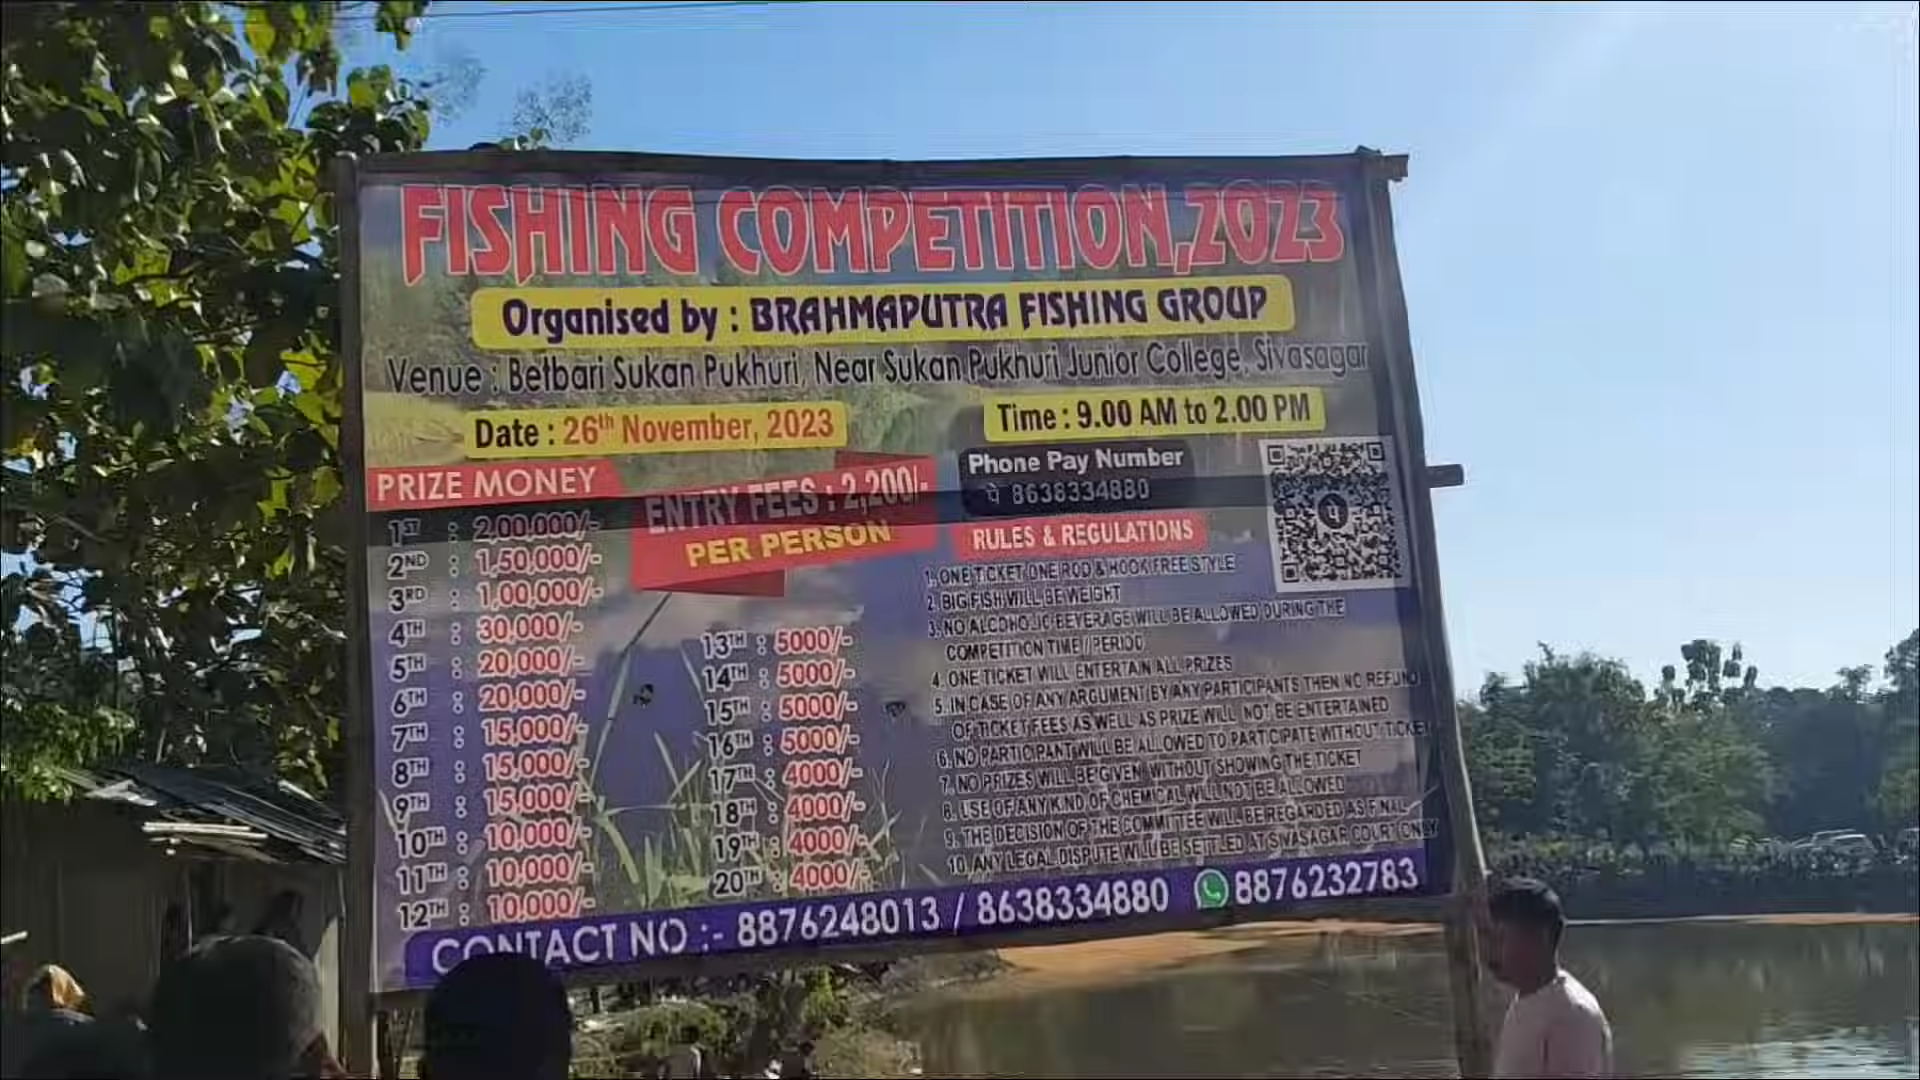 FISHING COMPETITION,2023
Organised by : BRAHMAPUTRA FISHING GROUP
Venue : Betbari Sukan Pukhuri, Near Sukan Pukhuri Junior College, Sivasagar
Date : 26th November, 2023
Time : 9.00 AM to 2.00 PM
PRIZE MONEY
1ST : 2,00,000/-
2ND : 1,50,000/-
3RD : 1,00,000/-
4TH : 30,000/-
5TH : 20,000/-
6TH : 20,000/-
7TH : 15,000/-
8TH : 15,000/-
9TH : 15,000/-
10TH : 10,000/-
11TH : 10,000/-
12TH : 10,000/-
ENTRY FEES : 2,200/-
PER PERSON
13TH : 5000/-
14TH : 5000/-
15TH : 5000/-
16TH : 5000/-
17TH : 4000/-
18TH : 4000/-
19TH : 4000/-
20TH : 4000/-
Phone Pay Number
पे 8638334880
पे
RULES & REGULATIONS
1. ONE TICKET ONE ROD & HOOK FREE STYLE
2. BIG FISH WILL BE WEIGHT
3. NO ALCOHOLIC BEVERAGE WILL BE ALLOWED DURING THE
COMPETITION TIME / PERIOD
4. ONE TICKET WILL ENTERTAIN ALL PRIZES
5. IN CASE OF ANY ARGUMENT BY ANY PARTICIPANTS THEN NO REFUND
OF TICKET FEES AS WELL AS PRIZE WILL NOT BE ENTERTAINED
6. NO PARTICIPANT WILL BE ALLOWED TO PARTICIPATE WITHOUT TICKET
7. NO PRIZES WILL BE GIVEN WITHOUT SHOWING THE TICKET
8. USE OF ANY KIND OF CHEMICAL WILL NOT BE ALLOWED
9. THE DECISION OF THE COMMITTEE WILL BE REGARDED AS FINAL
10. ANY LEGAL DISPUTE WILL BE SETTLED AT SIVASAGAR COURT ONLY
CONTACT NO :- 8876248013 / 8638334880 8876232783